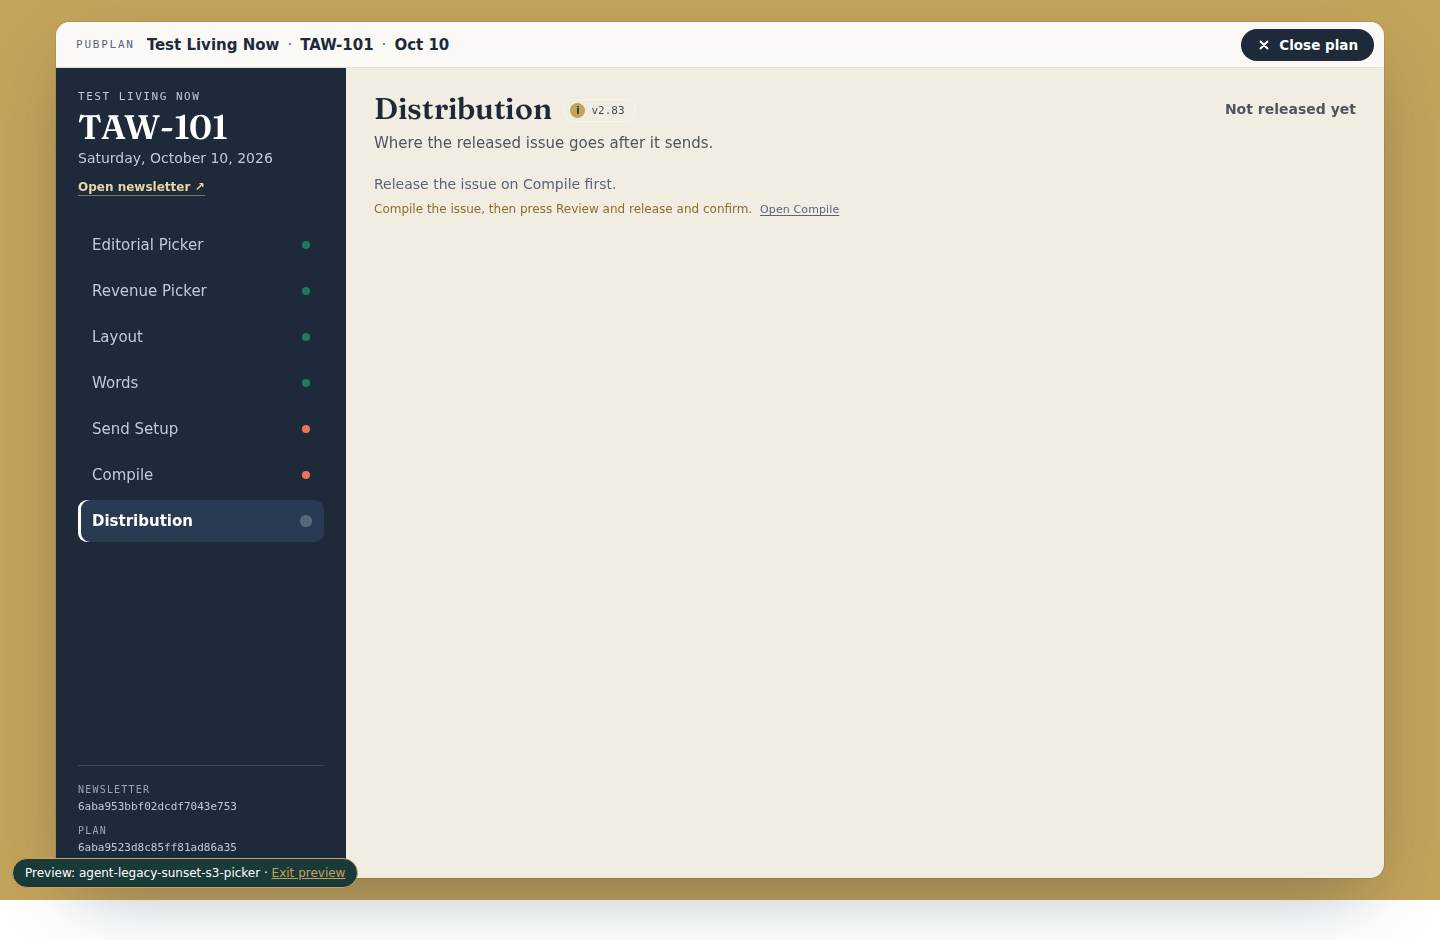 PUBPLAN Test Living Now · TAW-101 · Oct 10
✕ Close plan
TEST LIVING NOW
TAW-101
Saturday, October 10, 2026
Open newsletter ↗
Editorial Picker
Revenue Picker
Layout
Words
Send Setup
Compile
Distribution
NEWSLETTER
6aba953bbf02dcdf7043e753
PLAN
6aba9523d8c85ff81ad86a35
Distribution i v2.83
Not released yet
Where the released issue goes after it sends.
Release the issue on Compile first.
Compile the issue, then press Review and release and confirm. Open Compile
Preview: agent-legacy-sunset-s3-picker · Exit preview